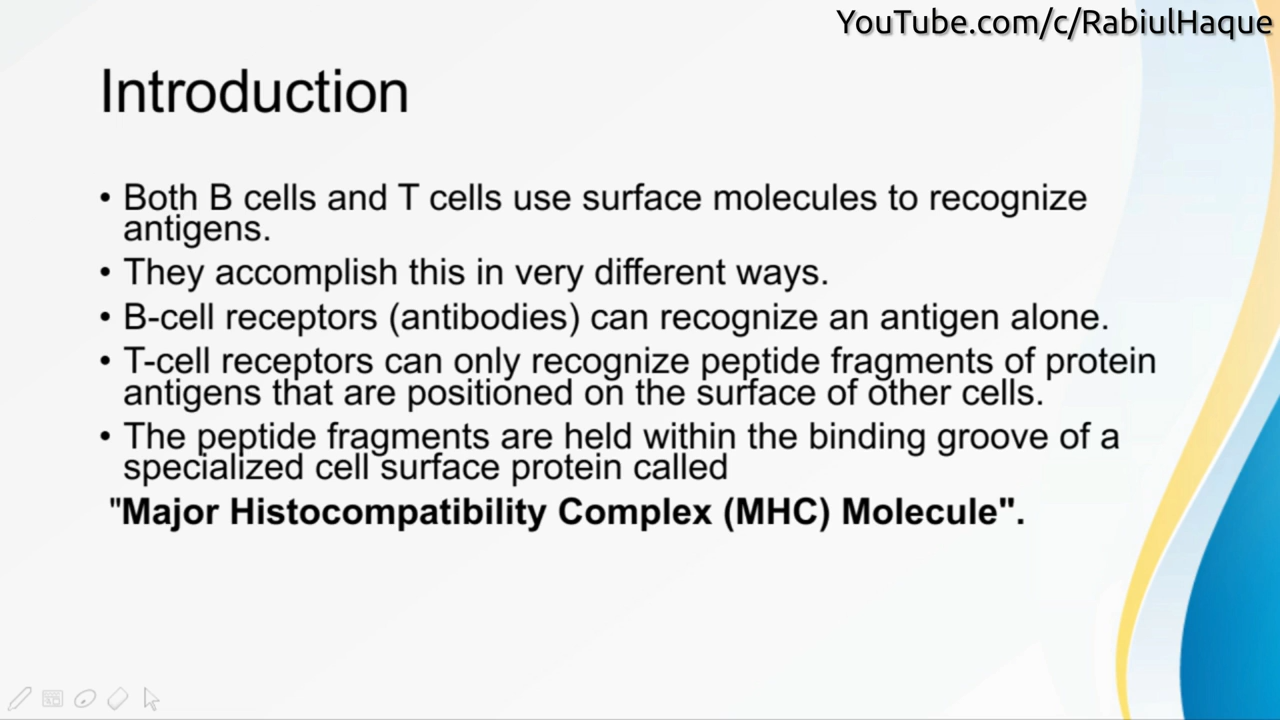 YouTube.com/c/RabiulHaque
Introduction
• Both B cells and T cells use surface molecules to recognize
antigens.
• They accomplish this in very different ways.
• B-cell receptors (antibodies) can recognize an antigen alone.
• T-cell receptors can only recognize peptide fragments of protein
antigens that are positioned on the surface of other cells.
• The peptide fragments are held within the binding groove of a
specialized cell surface protein called
"Major Histocompatibility Complex (MHC) Molecule".